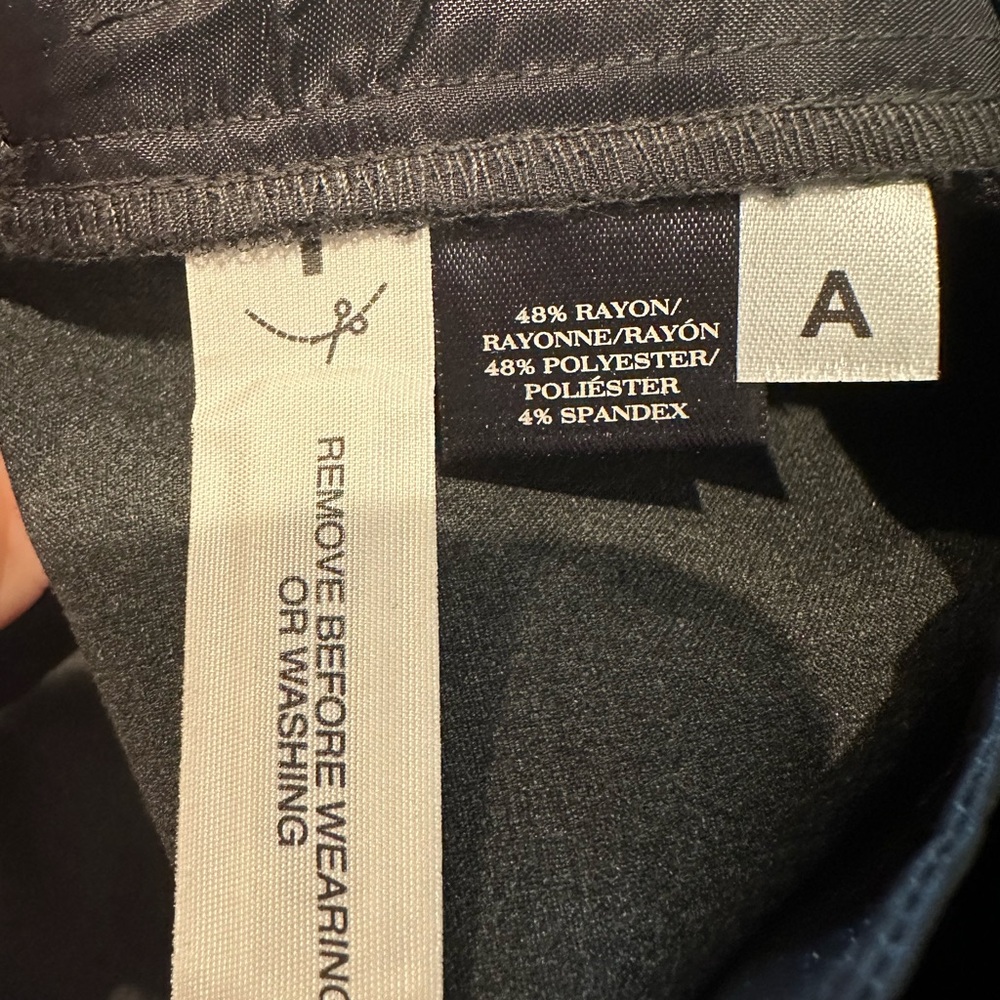 48% RAYON/
RAYONNE/RAYÓN
48% POLYESTER/
POLIÉSTER
4% SPANDEX
A
REMOVE BEFORE WEARING
OR WASHING